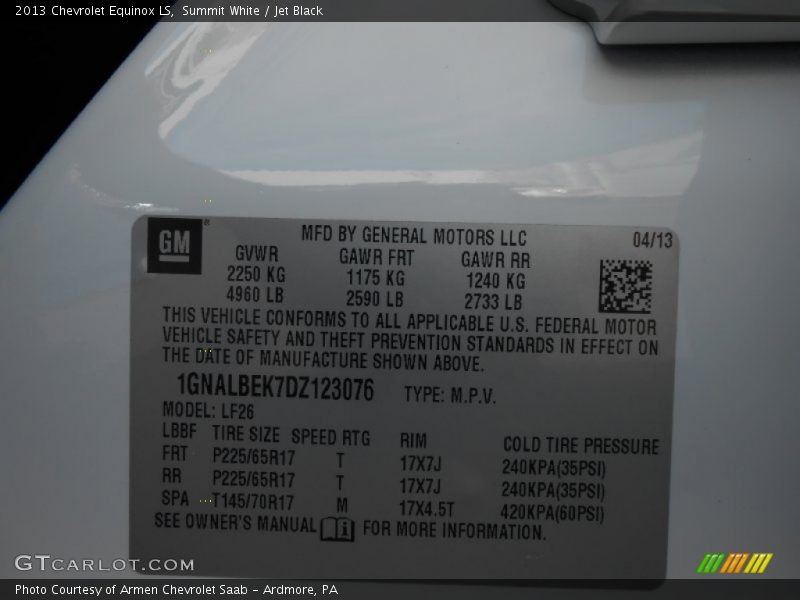 2013 Chevrolet Equinox LS, Summit White / Jet Black
GM®
MFD BY GENERAL MOTORS LLC 04/13
GVWR GAWR FRT GAWR RR
2250 KG 1175 KG 1240 KG
4960 LB 2590 LB 2733 LB
THIS VEHICLE CONFORMS TO ALL APPLICABLE U.S. FEDERAL MOTOR
VEHICLE SAFETY AND THEFT PREVENTION STANDARDS IN EFFECT ON
THE DATE OF MANUFACTURE SHOWN ABOVE.
1GNALBEK7DZ123076 TYPE: M.P.V.
MODEL: LF26
LBBF TIRE SIZE SPEED RTG RIM COLD TIRE PRESSURE
FRT P225/65R17 T 17X7J 240KPA(35PSI)
RR P225/65R17 T 17X7J 240KPA(35PSI)
SPA T145/70R17 M 17X4.5T 420KPA(60PSI)
SEE OWNER'S MANUAL FOR MORE INFORMATION.
GTcarlot.com
Photo Courtesy of Armen Chevrolet Saab - Ardmore, PA